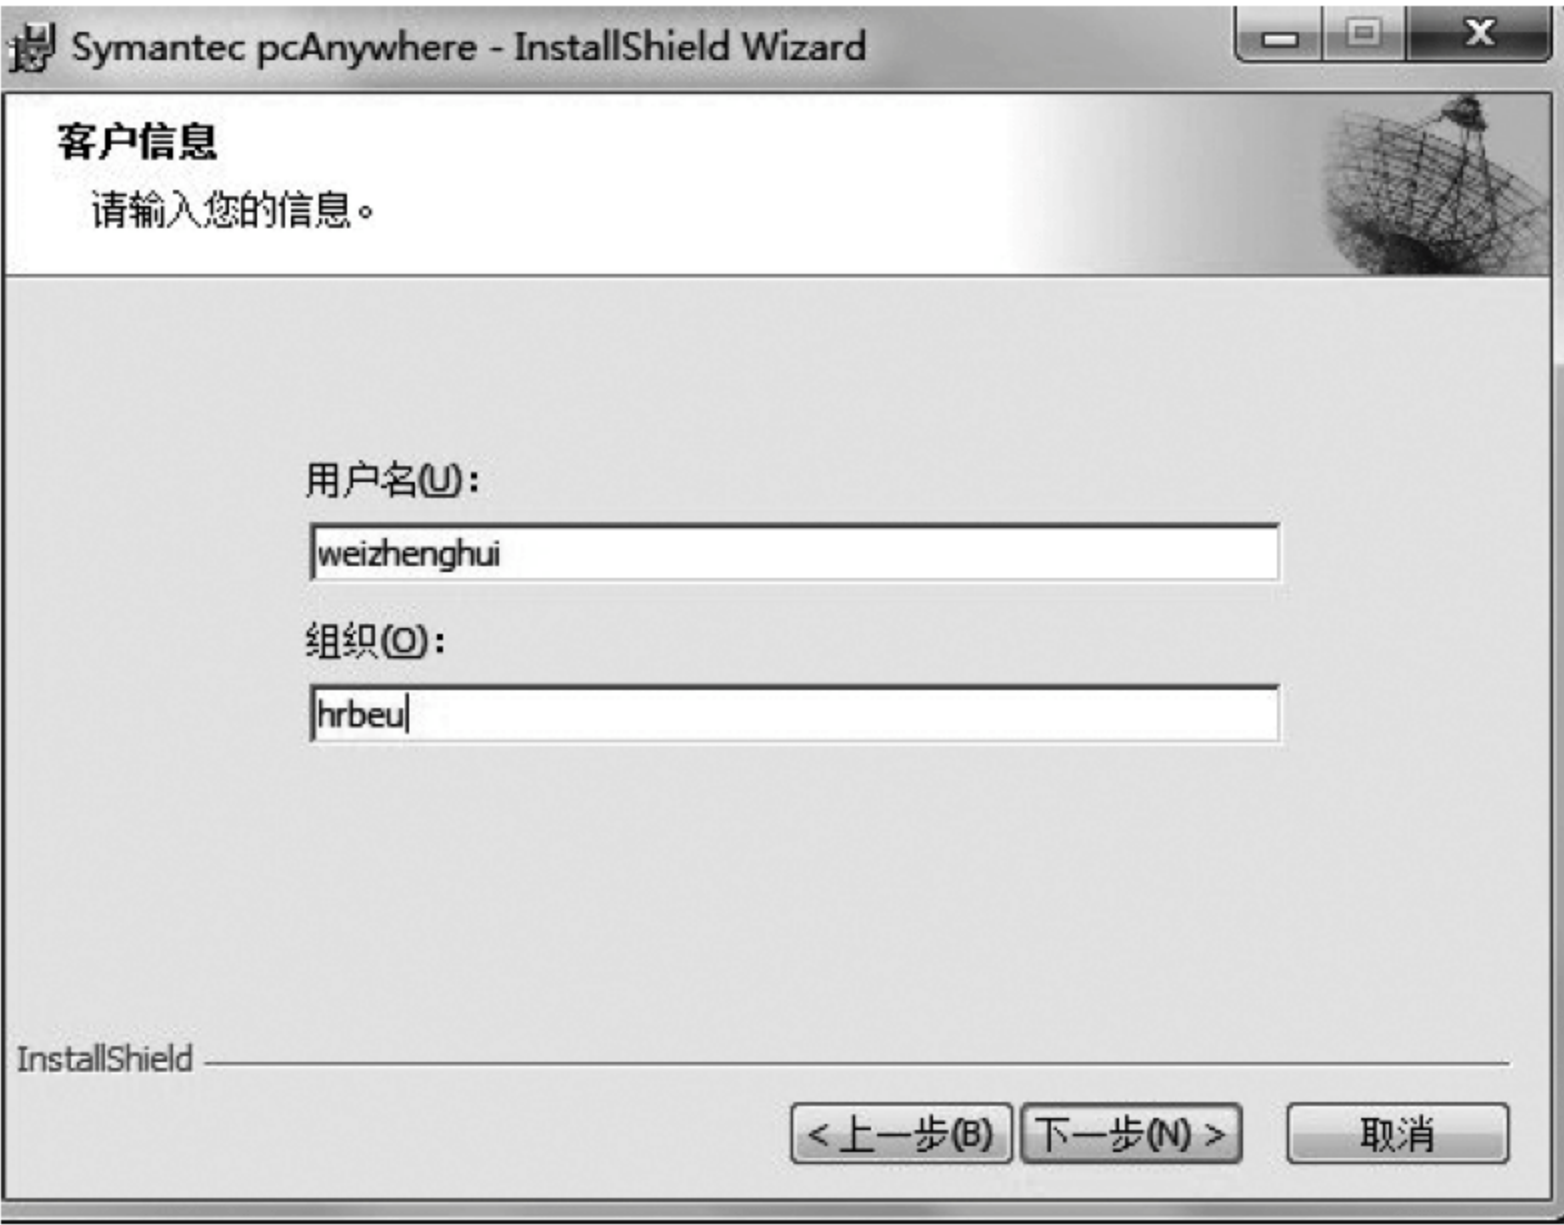 Symantec pcAnywhere - InstallShield Wizard
客户信息
请输入您的信息。
用户名(U)：
weizhenghui
组织(O)：
hrbeu
InstallShield
< 上一步(B)
下一步(N) >
取消